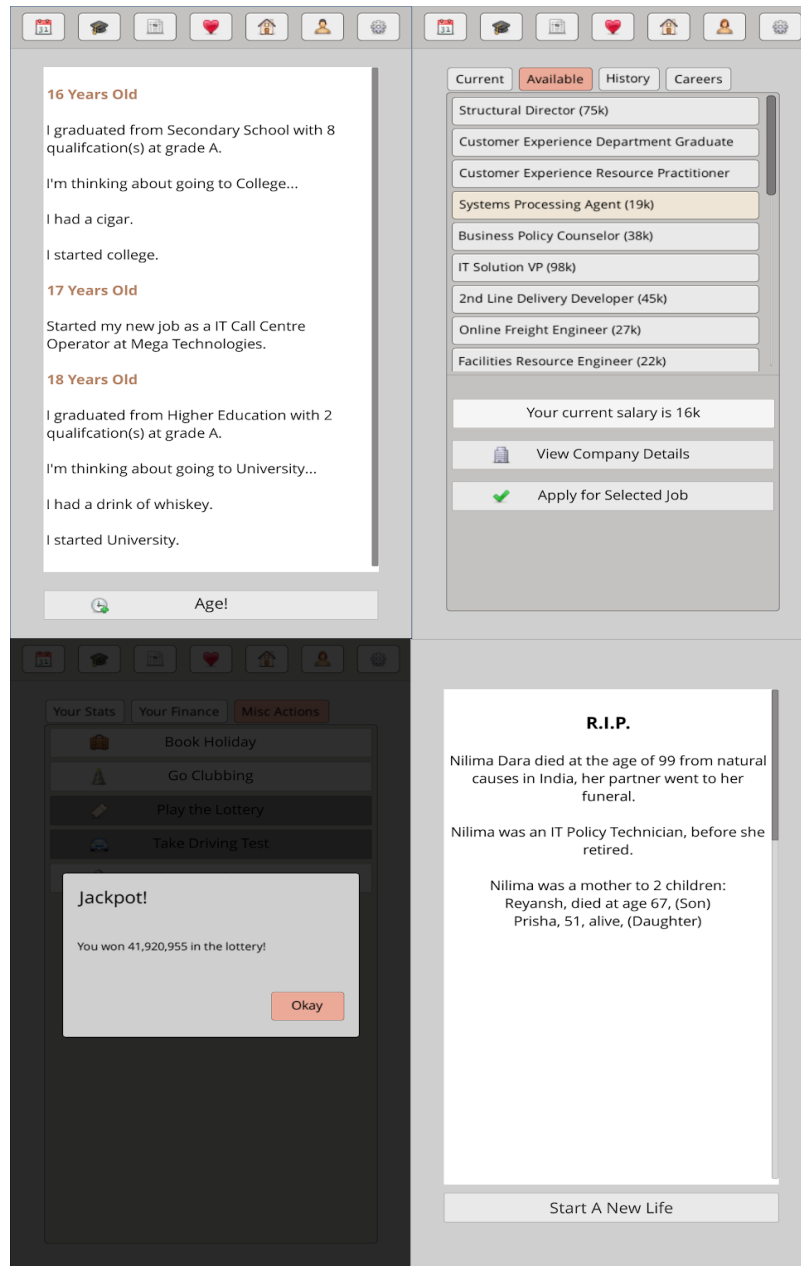 16 Years Old
I graduated from Secondary School with 8
qualifcation(s) at grade A.
I'm thinking about going to College...
I had a cigar.
I started college.
17 Years Old
Started my new job as a IT Call Centre
Operator at Mega Technologies.
18 Years Old
I graduated from Higher Education with 2
qualifcation(s) at grade A.
I'm thinking about going to University...
I had a drink of whiskey.
I started University.
Age!
Current Available History Careers
Structural Director (75k)
Customer Experience Department Graduate
Customer Experience Resource Practitioner
Systems Processing Agent (19k)
Business Policy Counselor (38k)
IT Solution VP (98k)
2nd Line Delivery Developer (45k)
Online Freight Engineer (27k)
Facilities Resource Engineer (22k)
Your current salary is 16k
View Company Details
Apply for Selected Job
Your Stats Your Finance Misc Actions
Book Holiday
Go Clubbing
Play the Lottery
Take Driving Test
Jackpot!
You won 41,920,955 in the lottery!
Okay
R.I.P.
Nilima Dara died at the age of 99 from natural
causes in India, her partner went to her
funeral.
Nilima was an IT Policy Technician, before she
retired.
Nilima was a mother to 2 children:
Reyansh, died at age 67, (Son)
Prisha, 51, alive, (Daughter)
Start A New Life